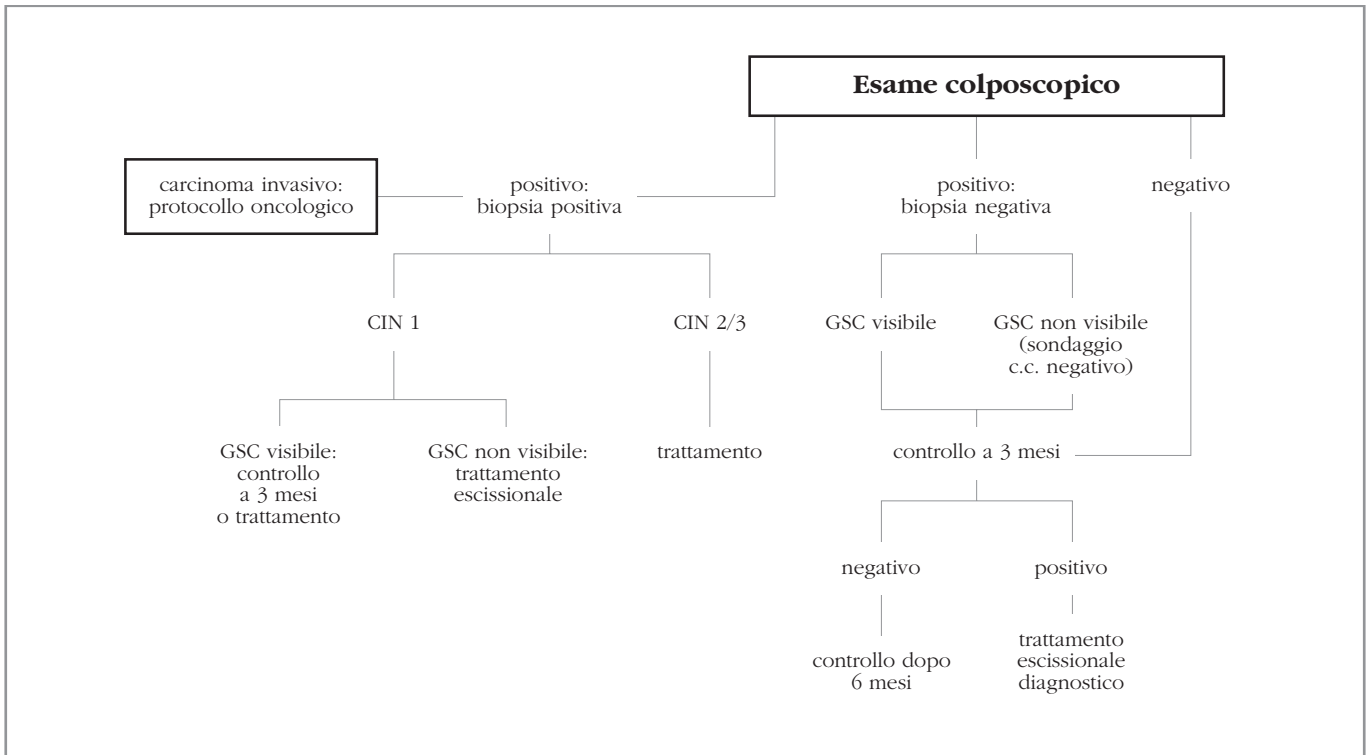 Esame colposcopico
carcinoma invasivo:
protocollo oncologico
positivo:
biopsia positiva
positivo:
biopsia negativa
negativo
CIN 1
CIN 2/3
GSC visibile
GSC non visibile
(sondaggio
c.c. negativo)
GSC visibile:
controllo
a 3 mesi
o trattamento
GSC non visibile:
trattamento
escissionale
trattamento
controllo a 3 mesi
negativo
positivo
controllo dopo
6 mesi
trattamento
escissionale
diagnostico